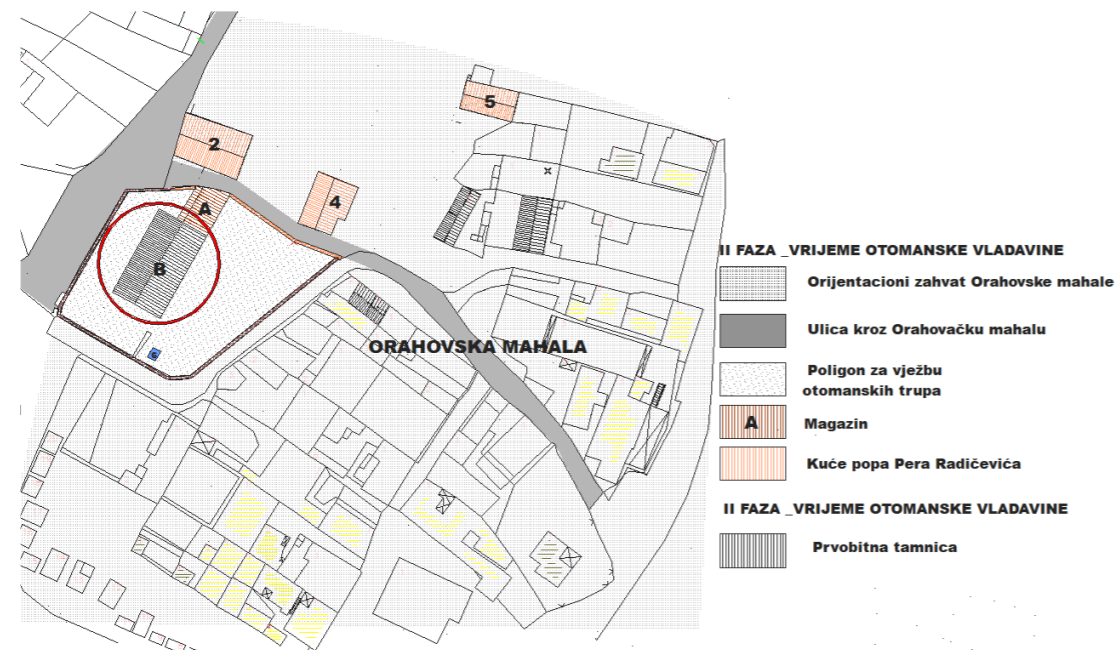 5
2
4
A
B
ORAHOVSKA MAHALA
II FAZA _VRIJEME OTOMANSKE VLADAVINE
Orijentacioni zahvat Orahovske mahale
Ulica kroz Orahovačku mahalu
Poligon za vježbu
otomanskih trupa
A
Magazin
Kuće popa Pera Radičevića
II FAZA _VRIJEME OTOMANSKE VLADAVINE
Prvobitna tamnica